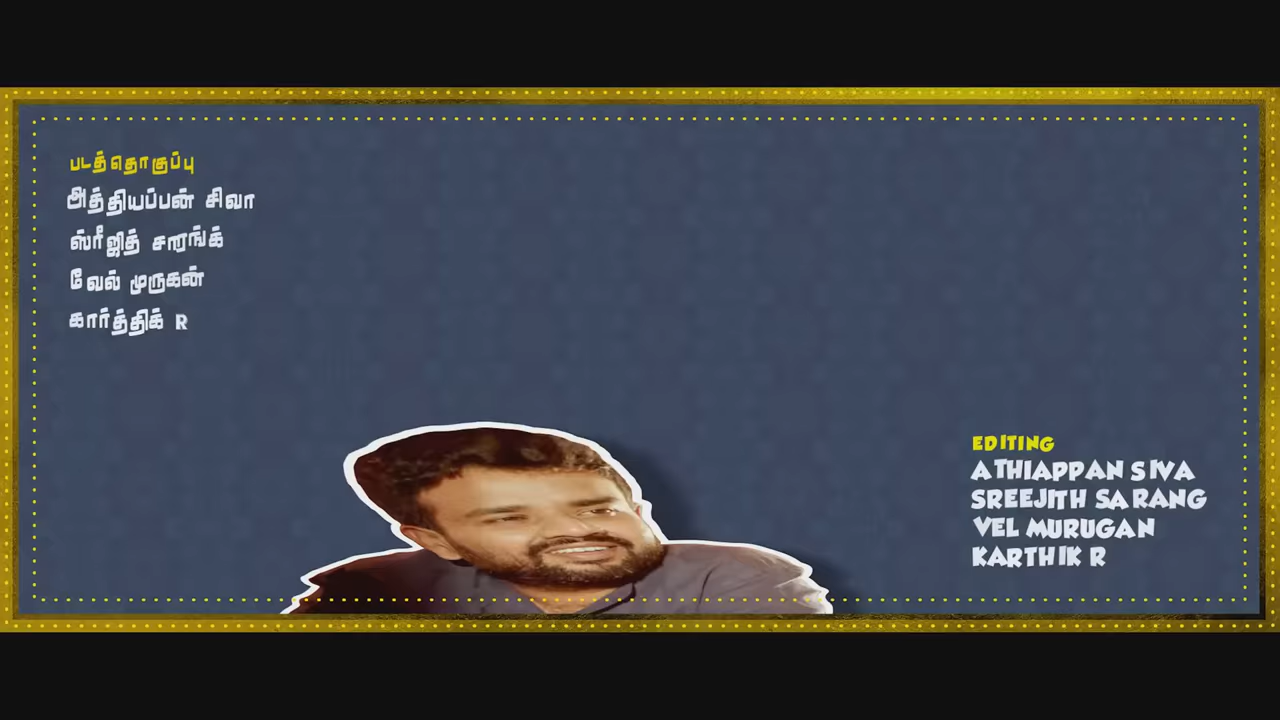 படத்தொகுப்பு
அத்தியப்பன் சிவா
ஸ்ரீஜித் சாரங்க்
வேல் முருகன்
கார்த்திக் R
EDITING
ATHIAPPAN SIVA
SREEJITH SARANG
VEL MURUGAN
KARTHIK R